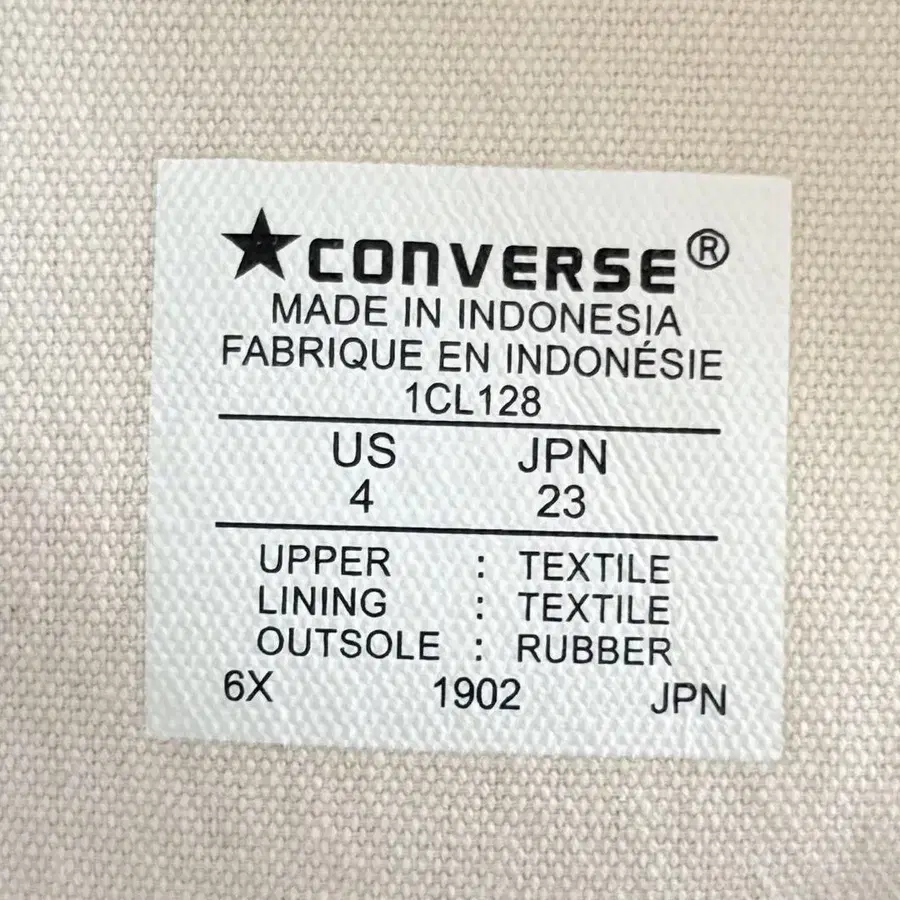 CONVERSE®
MADE IN INDONESIA
FABRIQUE EN INDONÉSIE
1CL128
US JPN
4 23
UPPER : TEXTILE
LINING : TEXTILE
OUTSOLE : RUBBER
6X 1902 JPN